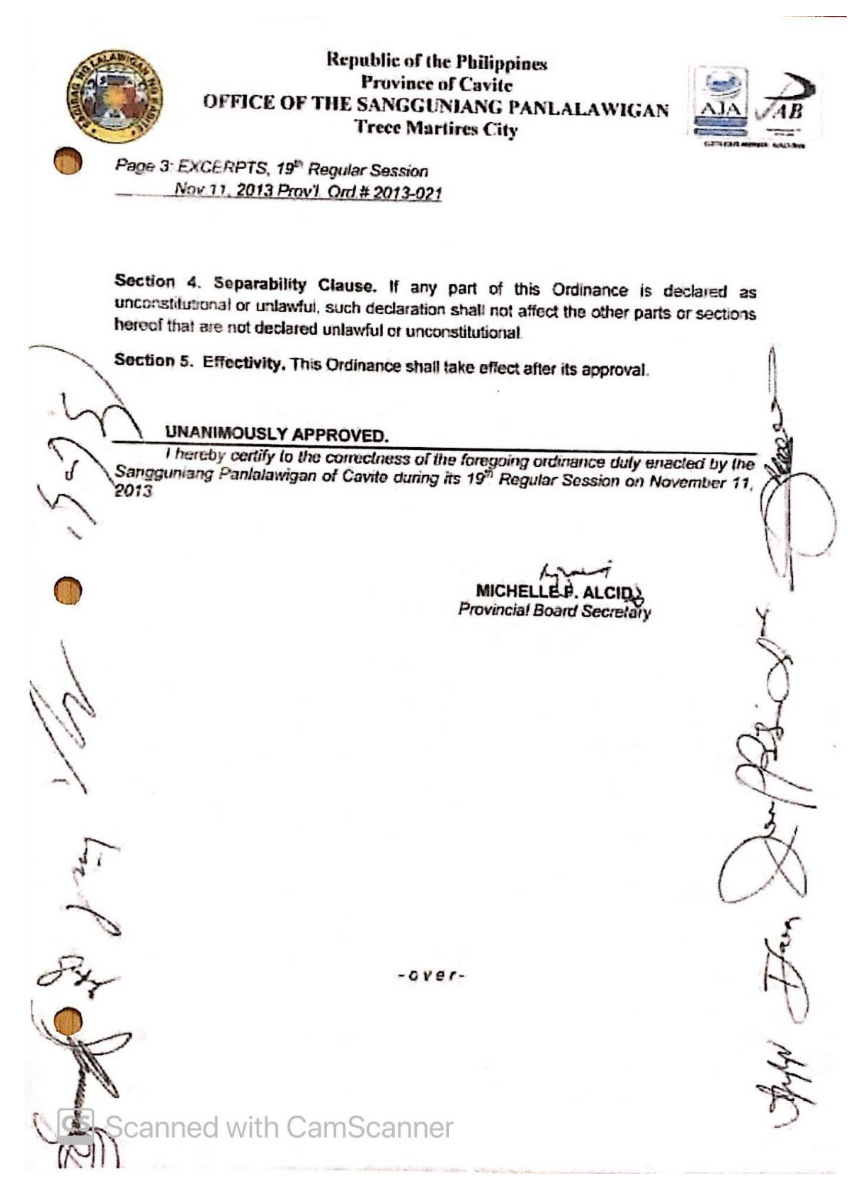 Republic of the Philippines
Province of Cavite
OFFICE OF THE SANGGUNIANG PANLALAWIGAN
Trece Martires City
AJA
AB
Page 3: EXCERPTS, 19th Regular Session
Nov 11, 2013 Prov'l. Ord.# 2013-021
Section 4. Separability Clause. If any part of this Ordinance is declared as
unconstitutional or unlawful, such declaration shall not affect the other parts or sections
hereof that are not declared unlawful or unconstitutional.
Section 5. Effectivity. This Ordinance shall take effect after its approval.
UNANIMOUSLY APPROVED.
I hereby certify to the correctness of the foregoing ordinance duly enacted by the
Sangguniang Panlalawigan of Cavite during its 19th Regular Session on November 11,
2013
MICHELLE F. ALCID
Provincial Board Secretary
-over-
CS Scanned with CamScanner